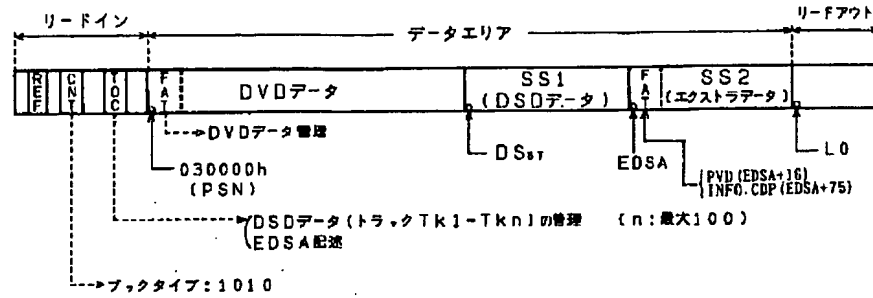 リードイン
データエリア
リードアウト
REF
CNT
TOC
FAT
DVDデータ
SS1
(DSDデータ)
FAT
SS2
(エクストラデータ)
DVDデータ管理
030000h
(PSN)
DSST
EDSA
LO
PVD(EDSA+16)
INFO.CDP(EDSA+75)
DSDデータ(トラックTk1-Tkn)の管理 (n:最大100)
EDSA記述
ブックタイプ:1010